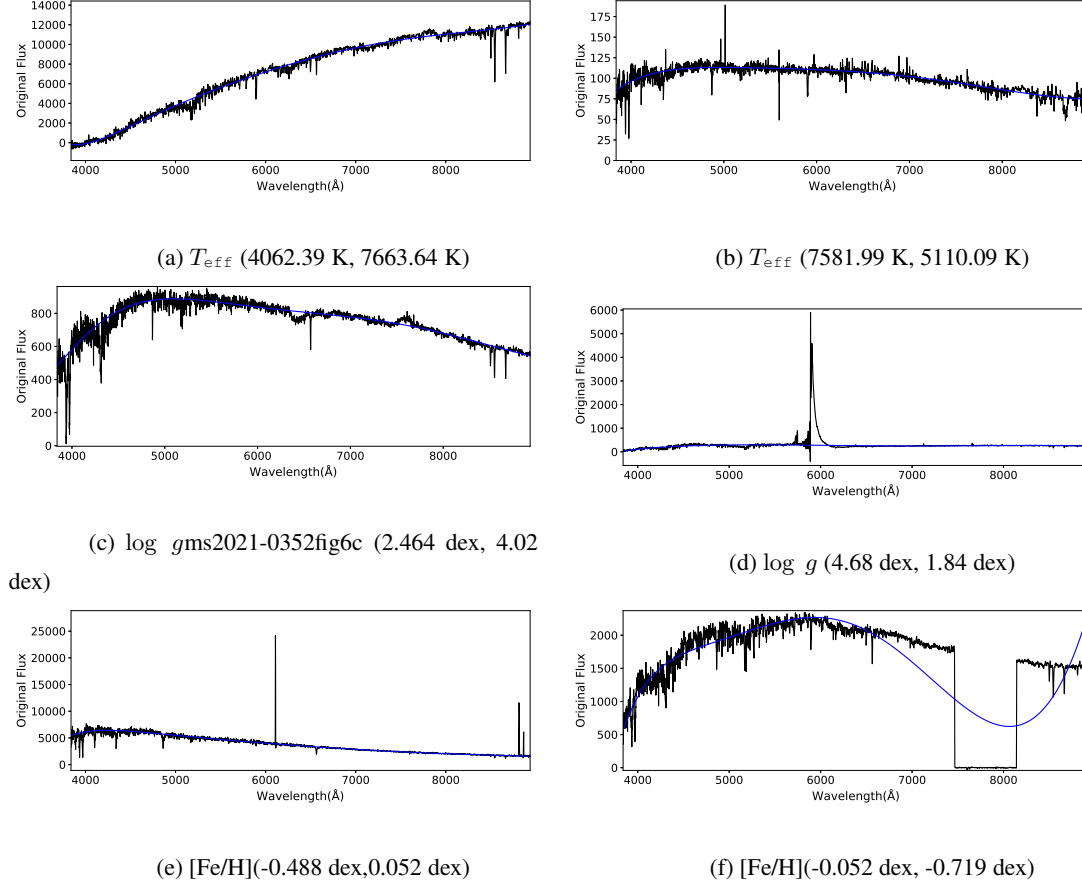 14000
12000
10000
8000
6000
4000
2000
0
Original Flux
4000 5000 6000 7000 8000
Wavelength(Å)
(a) Teff (4062.39 K, 7663.64 K)
175
150
125
100
75
50
25
0
Original Flux
4000 5000 6000 7000 8000
Wavelength(Å)
(b) Teff (7581.99 K, 5110.09 K)
800
600
400
200
0
Original Flux
4000 5000 6000 7000 8000
Wavelength(Å)
(c) log gms2021-0352fig6c (2.464 dex, 4.02
dex)
6000
5000
4000
3000
2000
1000
0
Original Flux
4000 5000 6000 7000 8000
Wavelength(Å)
(d) log g (4.68 dex, 1.84 dex)
25000
20000
15000
10000
5000
0
Original Flux
4000 5000 6000 7000 8000
Wavelength(Å)
(e) [Fe/H](-0.488 dex,0.052 dex)
2000
1500
1000
500
0
Original Flux
4000 5000 6000 7000 8000
Wavelength(Å)
(f) [Fe/H](-0.052 dex, -0.719 dex)